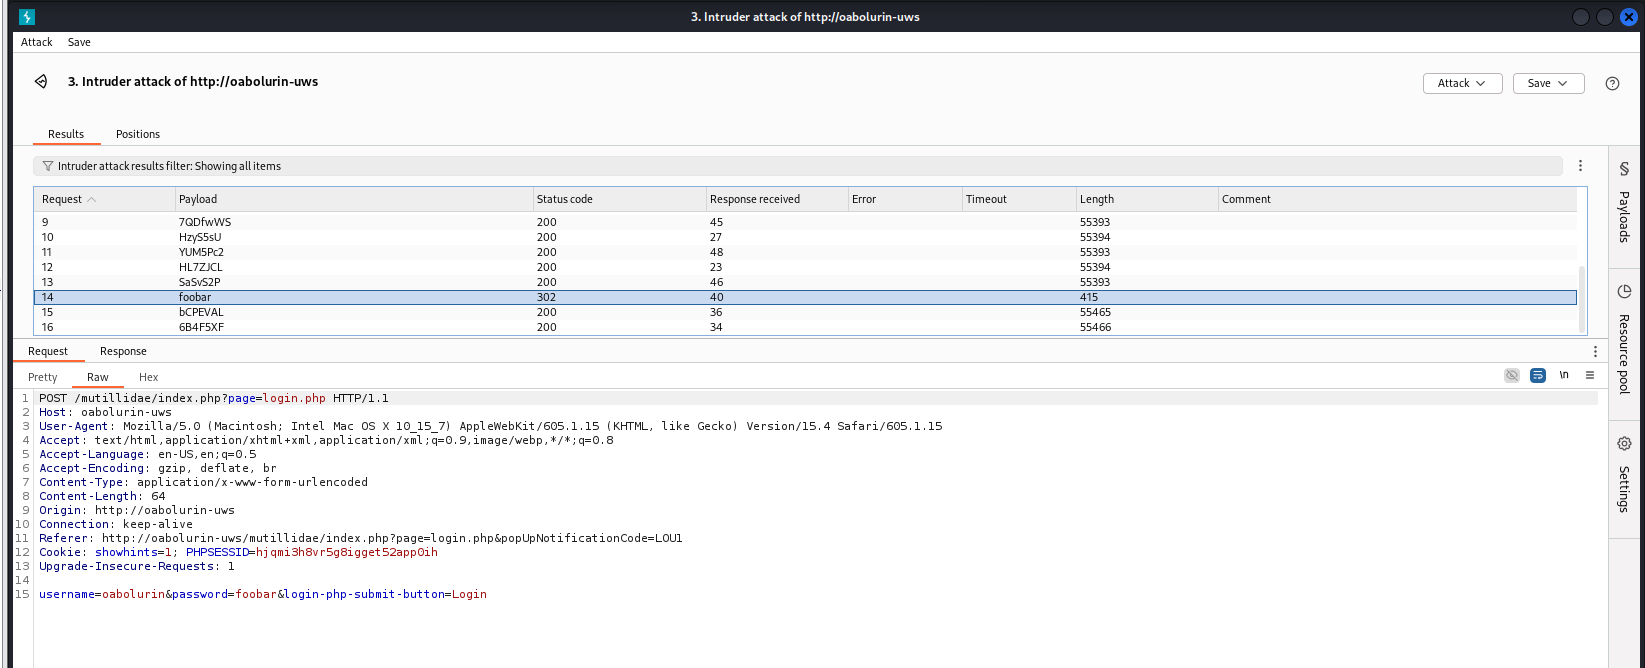 3. Intruder attack of http://oabolurin-uws
Attack Save
3. Intruder attack of http://oabolurin-uws
Attack Save
Results Positions
Intruder attack results filter: Showing all items
Request Payload Status code Response received Error Timeout Length Comment
9 7QDfwWS 200 45 55393
10 HzyS5sU 200 27 55394
11 YUM5Pc2 200 48 55393
12 HL7ZJCL 200 23 55394
13 SaSvS2P 200 46 55393
14 foobar 302 40 415
15 bCPEVAL 200 36 55465
16 6B4F5XF 200 34 55466
Request Response
Pretty Raw Hex
\n
1 POST /mutillidae/index.php?page=login.php HTTP/1.1
2 Host: oabolurin-uws
3 User-Agent: Mozilla/5.0 (Macintosh; Intel Mac OS X 10_15_7) AppleWebKit/605.1.15 (KHTML, like Gecko) Version/15.4 Safari/605.1.15
4 Accept: text/html,application/xhtml+xml,application/xml;q=0.9,image/webp,*/*;q=0.8
5 Accept-Language: en-US,en;q=0.5
6 Accept-Encoding: gzip, deflate, br
7 Content-Type: application/x-www-form-urlencoded
8 Content-Length: 64
9 Origin: http://oabolurin-uws
10 Connection: keep-alive
11 Referer: http://oabolurin-uws/mutillidae/index.php?page=login.php&popUpNotificationCode=LOU1
12 Cookie: showhints=1; PHPSESSID=hjqmi3h8vr5g8igget52app0ih
13 Upgrade-Insecure-Requests: 1
14
15 username=oabolurin&password=foobar&login-php-submit-button=Login
Payloads
Resource pool
Settings